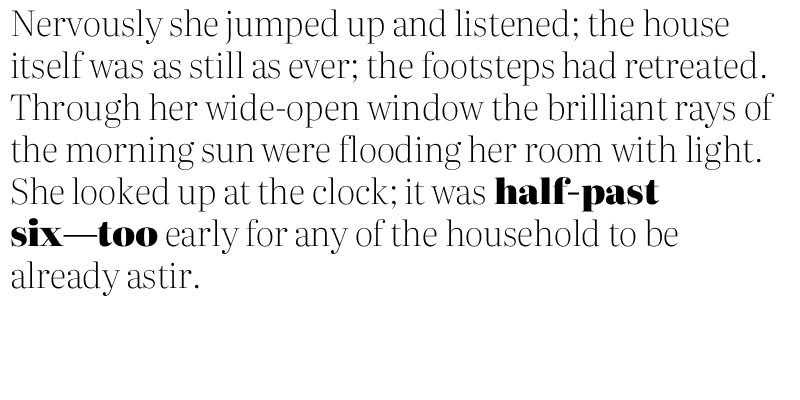 Nervously she jumped up and listened; the house
itself was as still as ever; the footsteps had retreated.
Through her wide-open window the brilliant rays of
the morning sun were flooding her room with light.
She looked up at the clock; it was half-past
six—too early for any of the household to be
already astir.